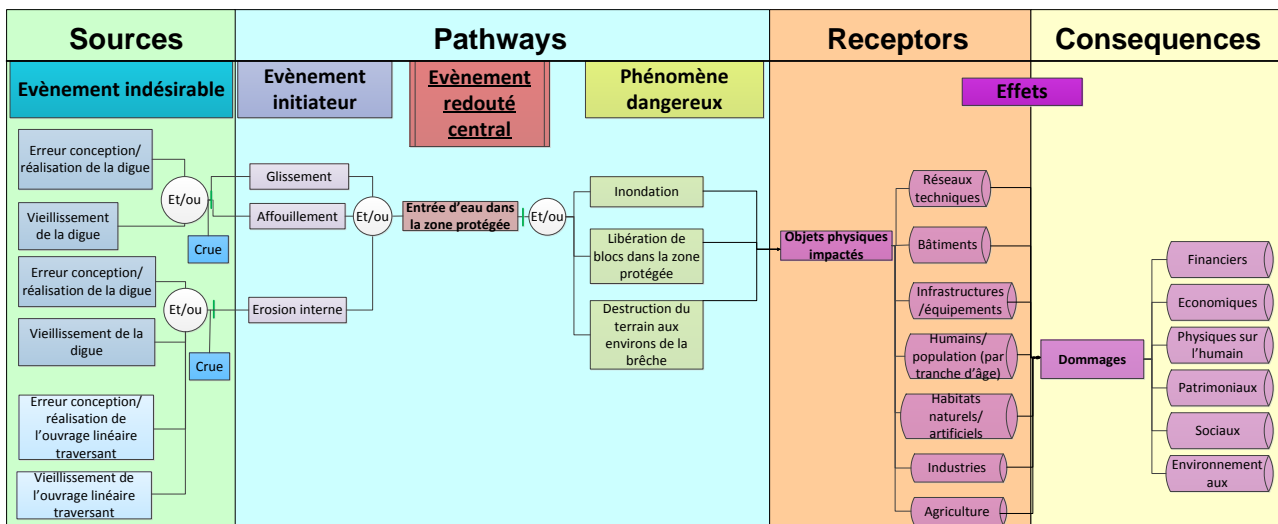 Sources
Pathways
Receptors
Consequences
Evènement indésirable
Evènement
initiateur
Evènement
redouté
central
Phénomène
dangereux
Effets
Erreur conception/
réalisation de la digue
Et/ou
Vieillissement
de la digue
Crue
Erreur conception/
réalisation de la digue
Et/ou
Vieillissement de la
digue
Crue
Erreur conception/
réalisation de
l'ouvrage linéaire
traversant
Vieillissement de
l'ouvrage linéaire
traversant
Glissement
Affouillement
Erosion interne
Et/ou
Entrée d'eau dans
la zone protégée
Et/ou
Inondation
Libération de
blocs dans la zone
protégée
Destruction du
terrain aux
environs de la
brêche
Objets physiques
impactés
Réseaux
techniques
Bâtiments
Infrastructures
/équipements
Humains/
population (par
tranche d'âge)
Habitats
naturels/
artificiels
Industries
Agriculture
Dommages
Financiers
Economiques
Physiques sur
l'humain
Patrimoniaux
Sociaux
Environnement
aux